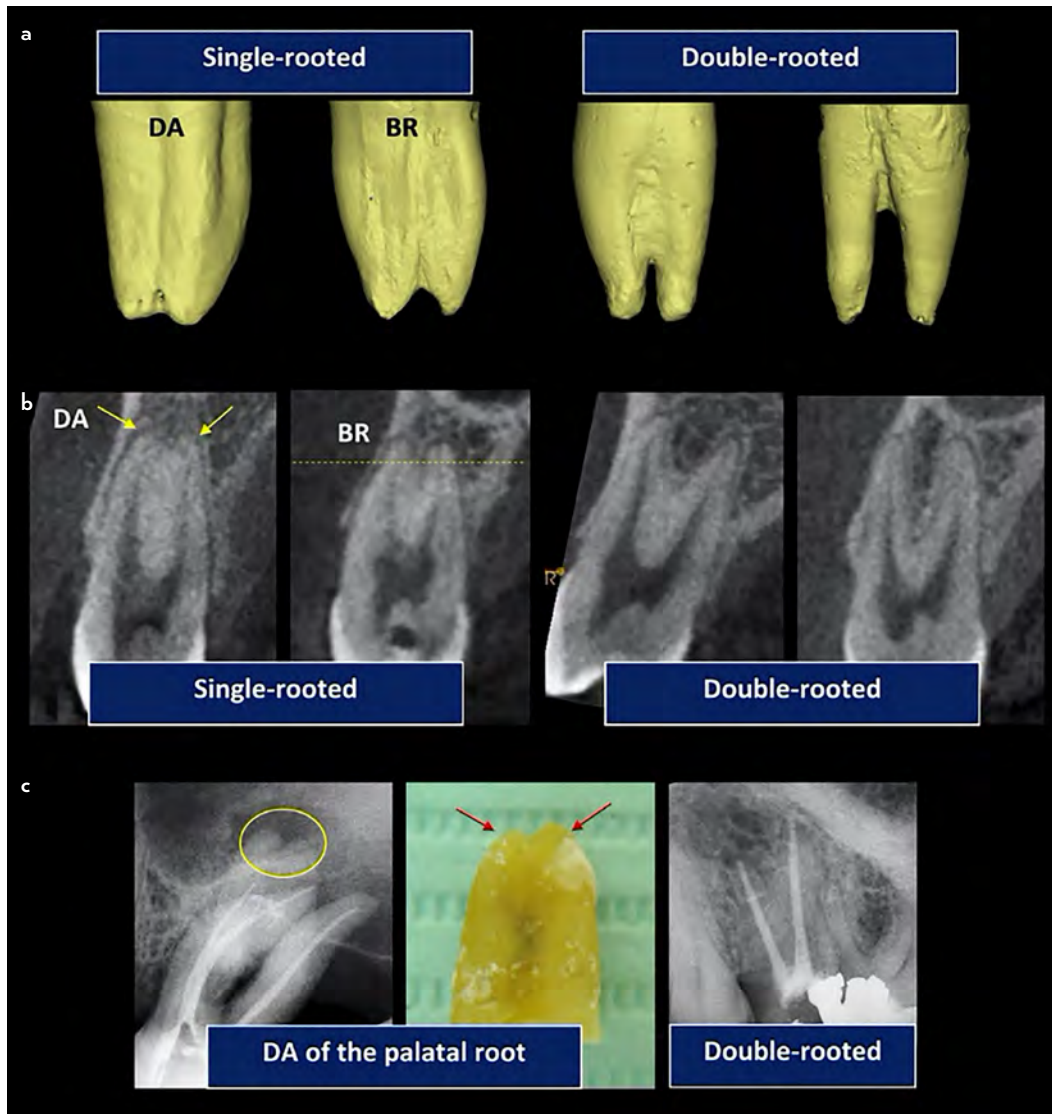 a
Single-rooted
Double-rooted
DA
BR
b
DA
BR
R
Single-rooted
Double-rooted
c
DA of the palatal root
Double-rooted